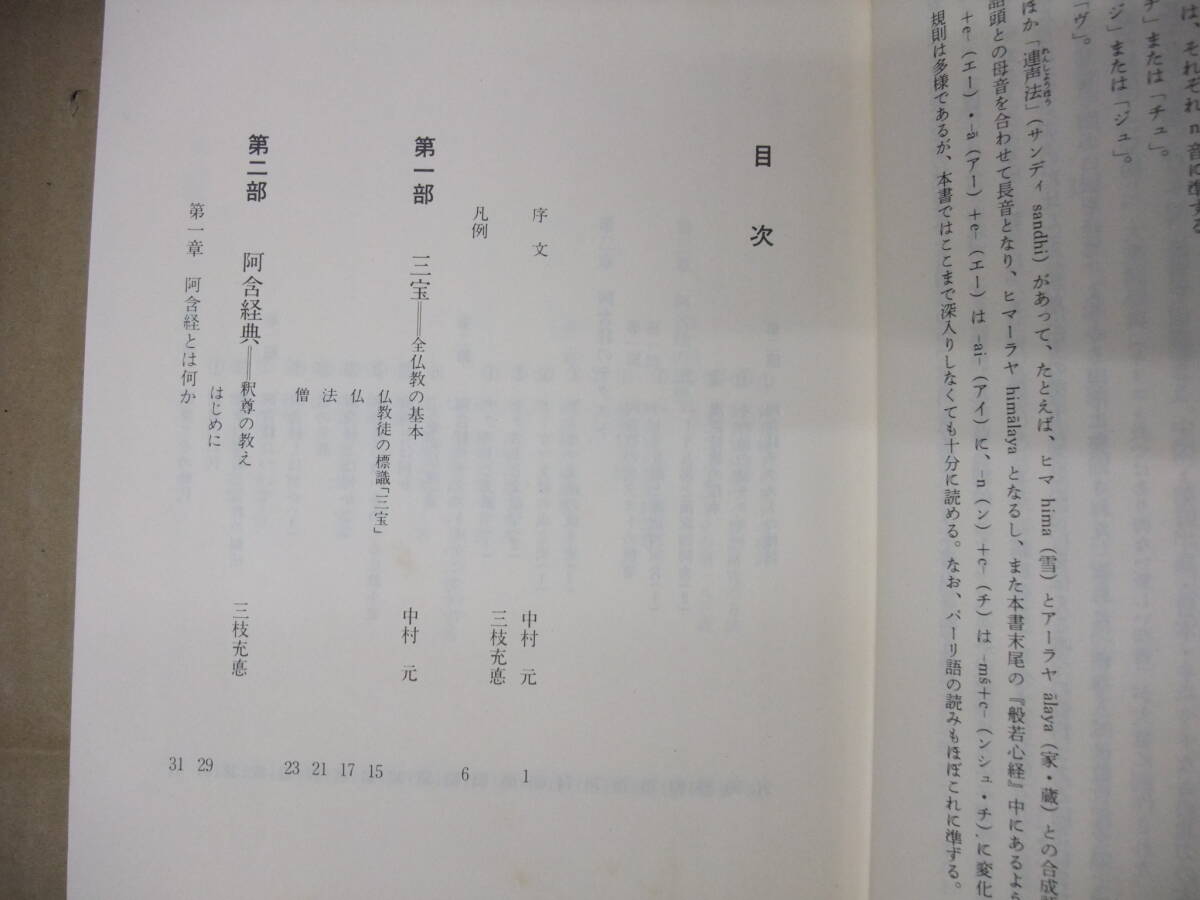 は、それぞれn音に準ずる
チ」または「チュ」。
ジ」または「ジュ」。
「ヴ」。
ほか「連声法」(サンディ sandhi)があって、たとえば、ヒマ hima(雪)とアーラヤ ālaya(家・蔵)との合成
れんしょうほう
語頭との母音を合わせて長音となり、ヒマーラヤ himālaya となるし、また本書末尾の『般若心経』中にあるよう
+e-(エー)・-ā(アー)+e-(エー)は -ai-(アイ)に、-n(ン)+c-(チ)は -mś+c-(ンシュ・チ)、に変化
規則は多様であるが、本書ではここまで深入りしなくても十分に読める。なお、パーリ語の読みもほぼこれに準ずる。
目次
序文 中村 元 1
凡例 三枝充悳 6
第一部 三宝══全仏教の基本 中村 元
仏教徒の標識「三宝」 15
仏 17
法 21
僧 23
第二部 阿含経典══釈尊の教え 三枝充悳
はじめに 29
第一章 阿含経とは何か 31